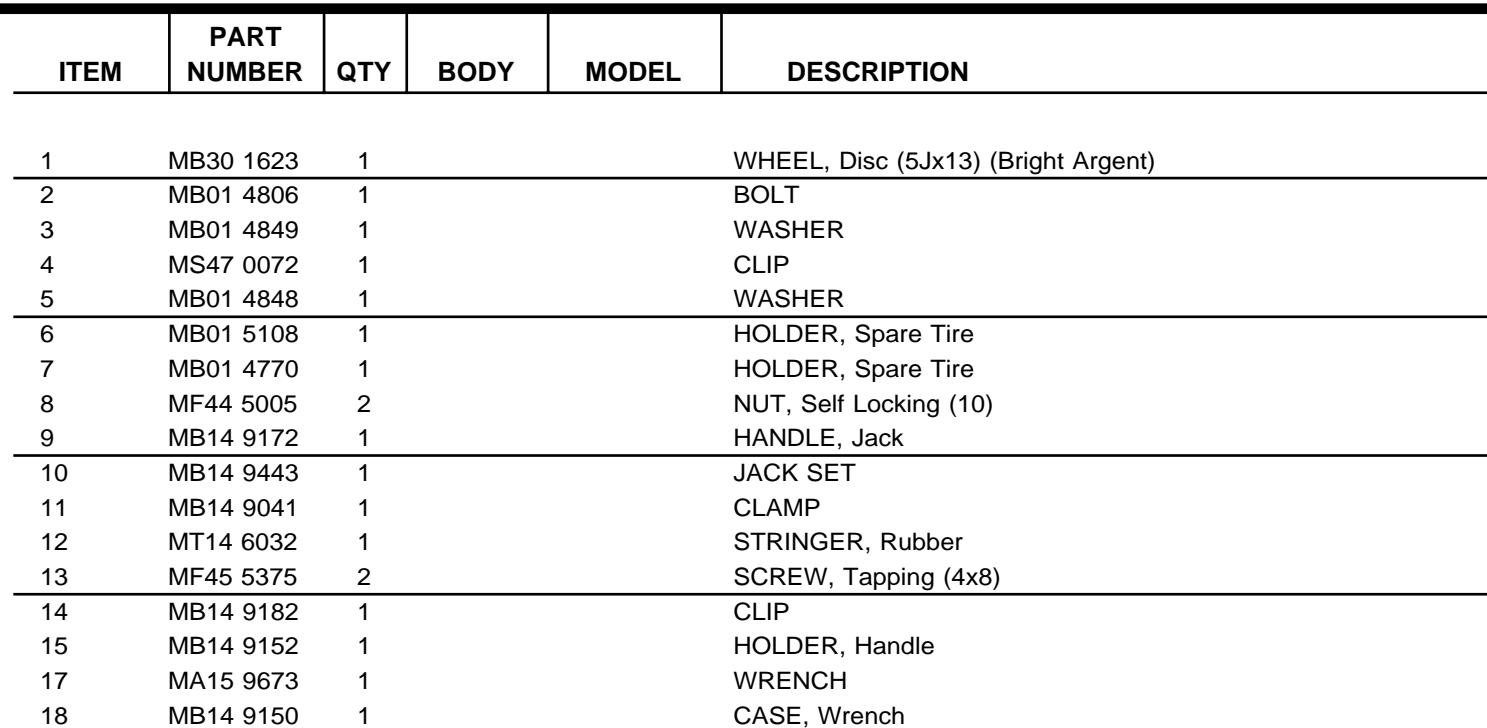 ITEM PART NUMBER QTY BODY MODEL DESCRIPTION
1 MB30 1623 1 WHEEL, Disc (5Jx13) (Bright Argent)
2 MB01 4806 1 BOLT
3 MB01 4849 1 WASHER
4 MS47 0072 1 CLIP
5 MB01 4848 1 WASHER
6 MB01 5108 1 HOLDER, Spare Tire
7 MB01 4770 1 HOLDER, Spare Tire
8 MF44 5005 2 NUT, Self Locking (10)
9 MB14 9172 1 HANDLE, Jack
10 MB14 9443 1 JACK SET
11 MB14 9041 1 CLAMP
12 MT14 6032 1 STRINGER, Rubber
13 MF45 5375 2 SCREW, Tapping (4x8)
14 MB14 9182 1 CLIP
15 MB14 9152 1 HOLDER, Handle
17 MA15 9673 1 WRENCH
18 MB14 9150 1 CASE, Wrench